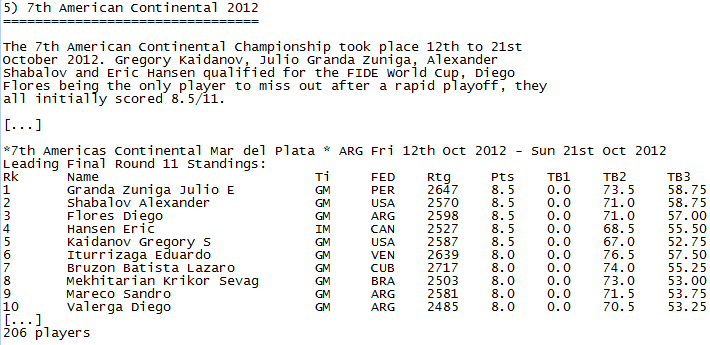 5) 7th American Continental 2012
================================
The 7th American Continental Championship took place 12th to 21st
October 2012. Gregory Kaidanov, Julio Granda Zuniga, Alexander
Shabalov and Eric Hansen qualified for the FIDE World Cup, Diego
Flores being the only player to miss out after a rapid playoff, they
all initially scored 8.5/11.
[...]
*7th Americas Continental Mar del Plata * ARG Fri 12th Oct 2012 - Sun 21st Oct 2012
Leading Final Round 11 Standings:
Rk Name Ti FED Rtg Pts TB1 TB2 TB3
1 Granda Zuniga Julio E GM PER 2647 8.5 0.0 73.5 58.75
2 Shabalov Alexander GM USA 2570 8.5 0.0 71.0 58.75
3 Flores Diego GM ARG 2598 8.5 0.0 71.0 57.00
4 Hansen Eric IM CAN 2527 8.5 0.0 68.5 55.50
5 Kaidanov Gregory S GM USA 2587 8.5 0.0 67.0 52.75
6 Iturrizaga Eduardo GM VEN 2639 8.0 0.0 76.5 57.50
7 Bruzon Batista Lazaro GM CUB 2717 8.0 0.0 74.0 55.25
8 Mekhitarian Krikor Sevag GM BRA 2503 8.0 0.0 73.0 53.00
9 Mareco Sandro GM ARG 2581 8.0 0.0 71.5 53.75
10 Valerga Diego GM ARG 2485 8.0 0.0 70.5 53.25
[...]
206 players